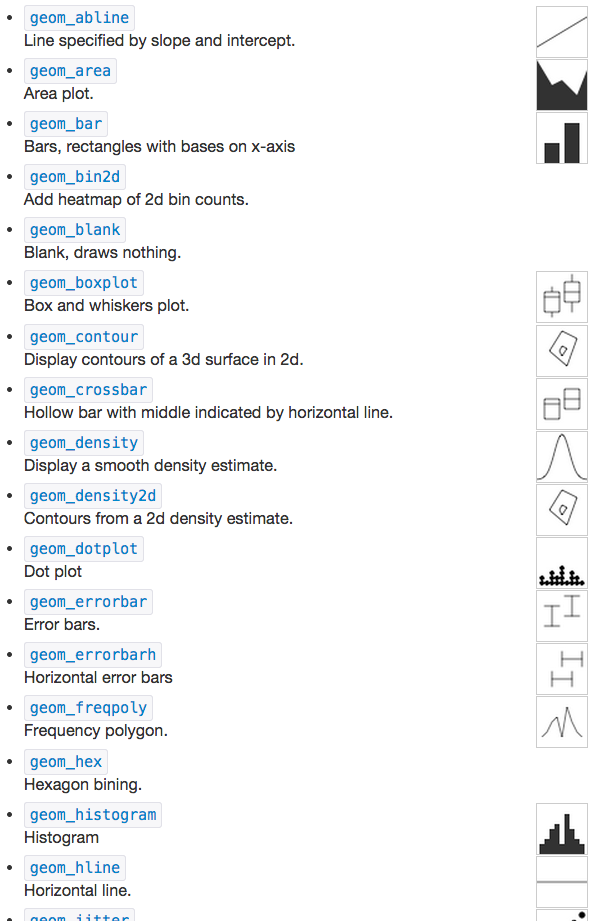 geom_abline
Line specified by slope and intercept.
geom_area
Area plot.
geom_bar
Bars, rectangles with bases on x-axis
geom_bin2d
Add heatmap of 2d bin counts.
geom_blank
Blank, draws nothing.
geom_boxplot
Box and whiskers plot.
geom_contour
Display contours of a 3d surface in 2d.
geom_crossbar
Hollow bar with middle indicated by horizontal line.
geom_density
Display a smooth density estimate.
geom_density2d
Contours from a 2d density estimate.
geom_dotplot
Dot plot
geom_errorbar
Error bars.
geom_errorbarh
Horizontal error bars
geom_freqpoly
Frequency polygon.
geom_hex
Hexagon bining.
geom_histogram
Histogram
geom_hline
Horizontal line.
geom_jitter